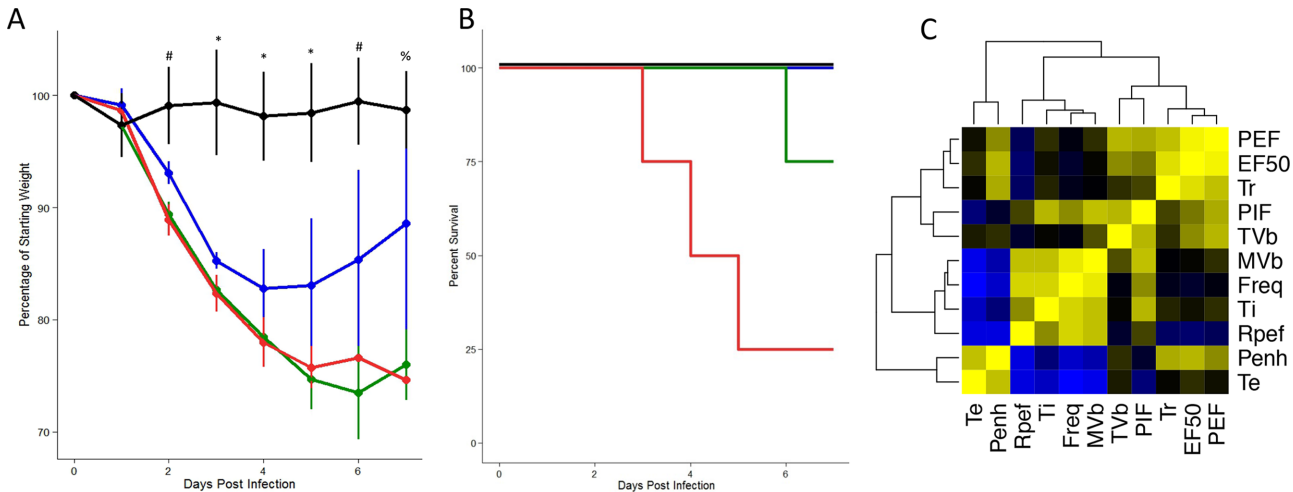 A
# * * * # %
100
90
80
70
Percentage of Starting Weight
0 2 4 6
Days Post Infection
B
100
75
50
25
0
Percent Survival
0 2 4 6
Days Post Infection
C
PEF
EF50
Tr
PIF
TVb
MVb
Freq
Ti
Rpef
Penh
Te
Te Penh Rpef Ti Freq MVb TVb PIF Tr EF50 PEF